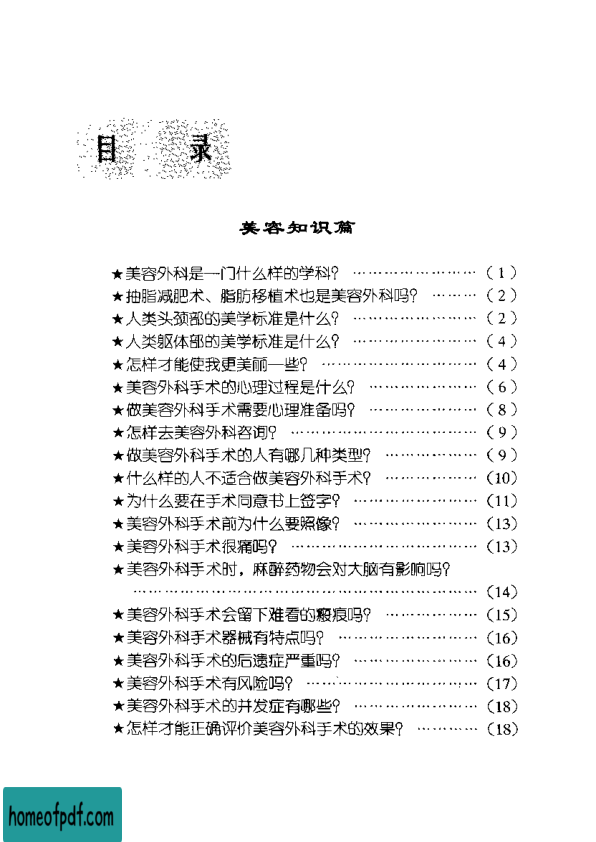 目 录
美容知识篇
★美容外科是一门什么样的学科? ……………………(1)
★抽脂减肥术、脂肪移植术也是美容外科吗? ………(2)
★人类头颈部的美学标准是什么? ……………………(2)
★人类躯体部的美学标准是什么? ……………………(4)
★怎样才能使我更美丽一些? …………………………(4)
★美容外科手术的心理过程是什么? …………………(6)
★做美容外科手术需要心理准备吗? …………………(8)
★怎样去美容外科咨询? ………………………………(9)
★做美容外科手术的人有哪几种类型? ………………(9)
★什么样的人不适合做美容外科手术? ………………(10)
★为什么要在手术同意书上签字? ……………………(11)
★美容外科手术前为什么要照像? ……………………(13)
★美容外科手术很痛吗? ………………………………(13)
★美容外科手术时，麻醉药物会对大脑有影响吗?
……………………………………………………………(14)
★美容外科手术会留下难看的瘢痕吗? ………………(15)
★美容外科手术器械有特点吗? ………………………(16)
★美容外科手术的后遗症严重吗? ……………………(16)
★美容外科手术有风险吗? ……………………………(17)
★美容外科手术的并发症有哪些? ……………………(18)
★怎样才能正确评价美容外科手术的效果? …………(18)
homeofpdf.com